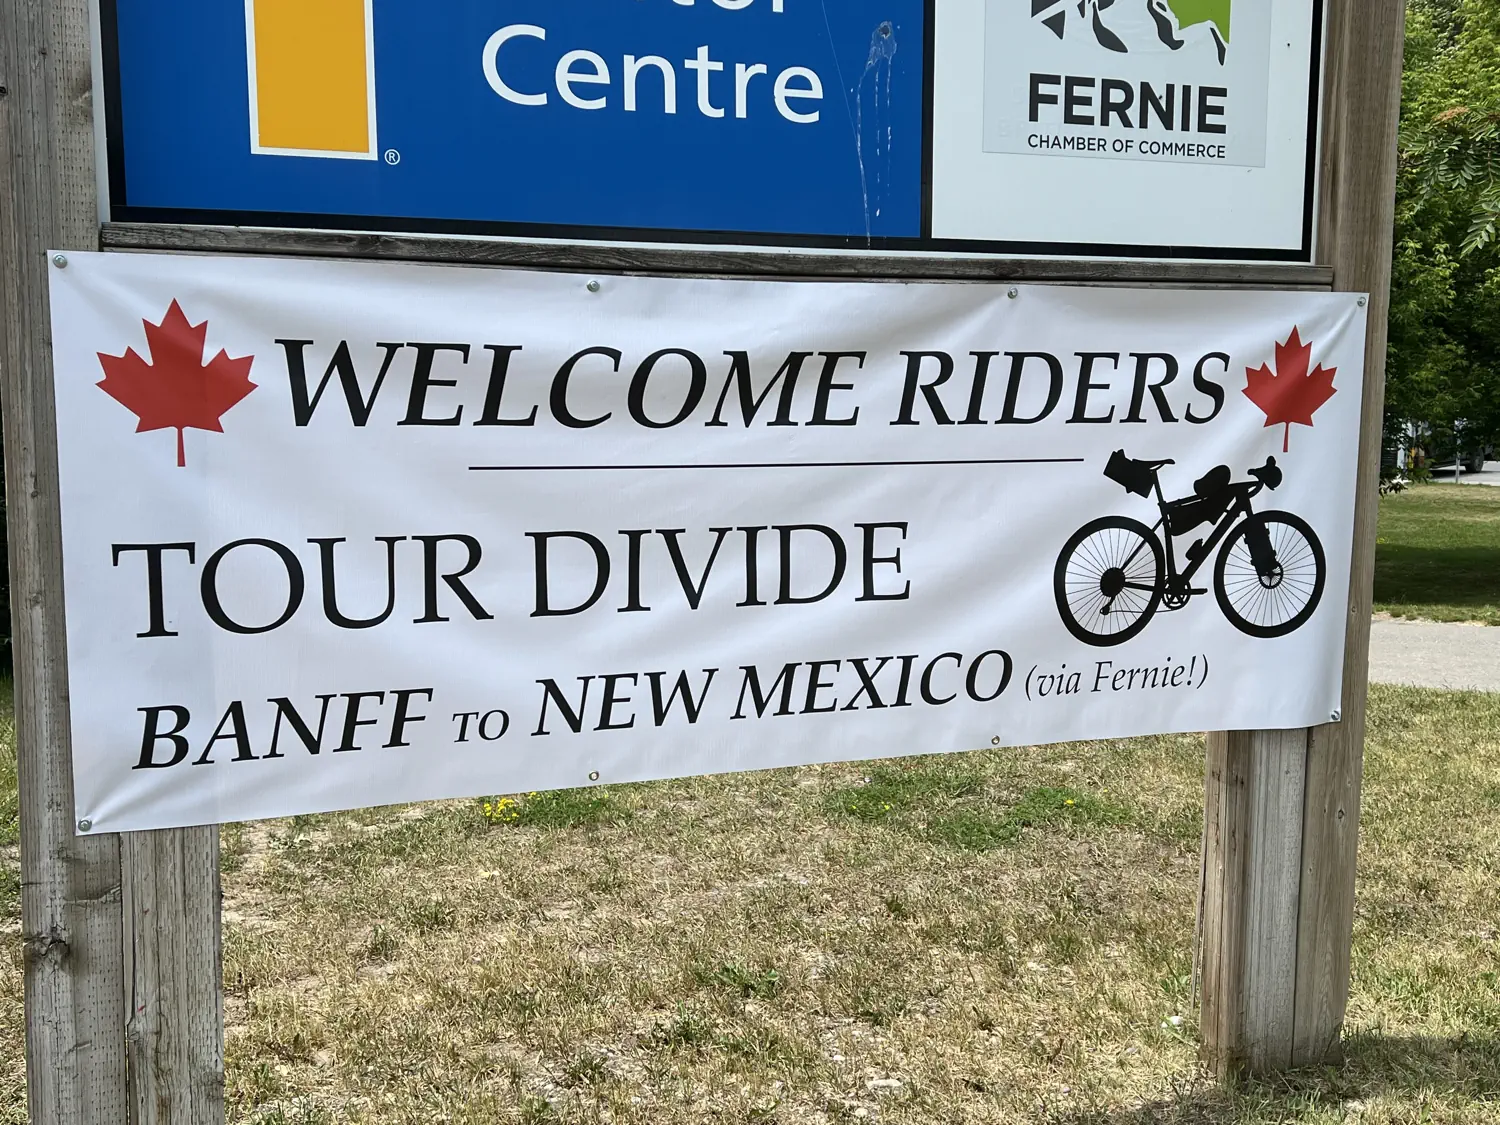 Centre
®
FERNIE
CHAMBER OF COMMERCE
WELCOME RIDERS
TOUR DIVIDE
BANFF TO NEW MEXICO (via Fernie!)